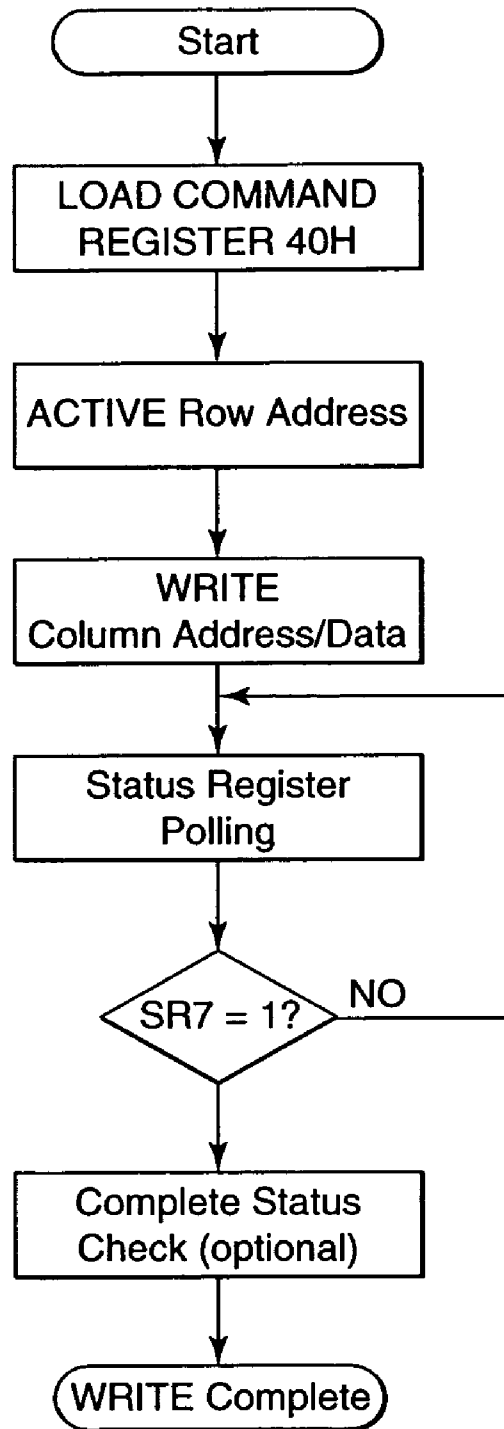 Start
LOAD COMMAND
REGISTER 40H
ACTIVE Row Address
WRITE
Column Address/Data
Status Register
Polling
SR7 = 1?
NO
Complete Status
Check (optional)
WRITE Complete